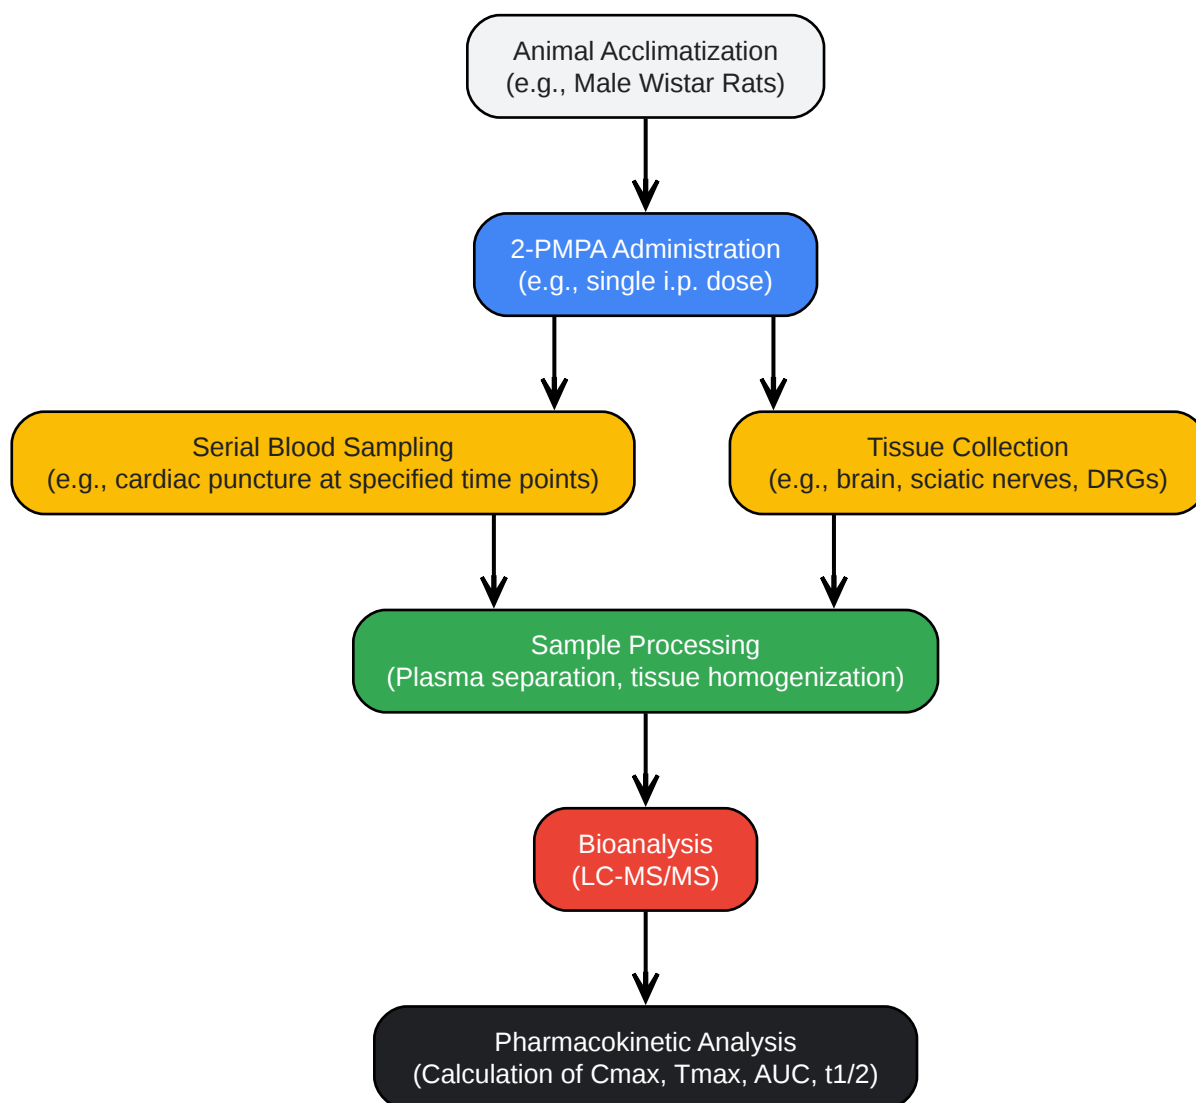 Animal Acclimatization
(e.g., Male Wistar Rats)
2-PMPA Administration
(e.g., single i.p. dose)
Serial Blood Sampling
(e.g., cardiac puncture at specified time points)
Tissue Collection
(e.g., brain, sciatic nerves, DRGs)
Sample Processing
(Plasma separation, tissue homogenization)
Bioanalysis
(LC-MS/MS)
Pharmacokinetic Analysis
(Calculation of Cmax, Tmax, AUC, t1/2)